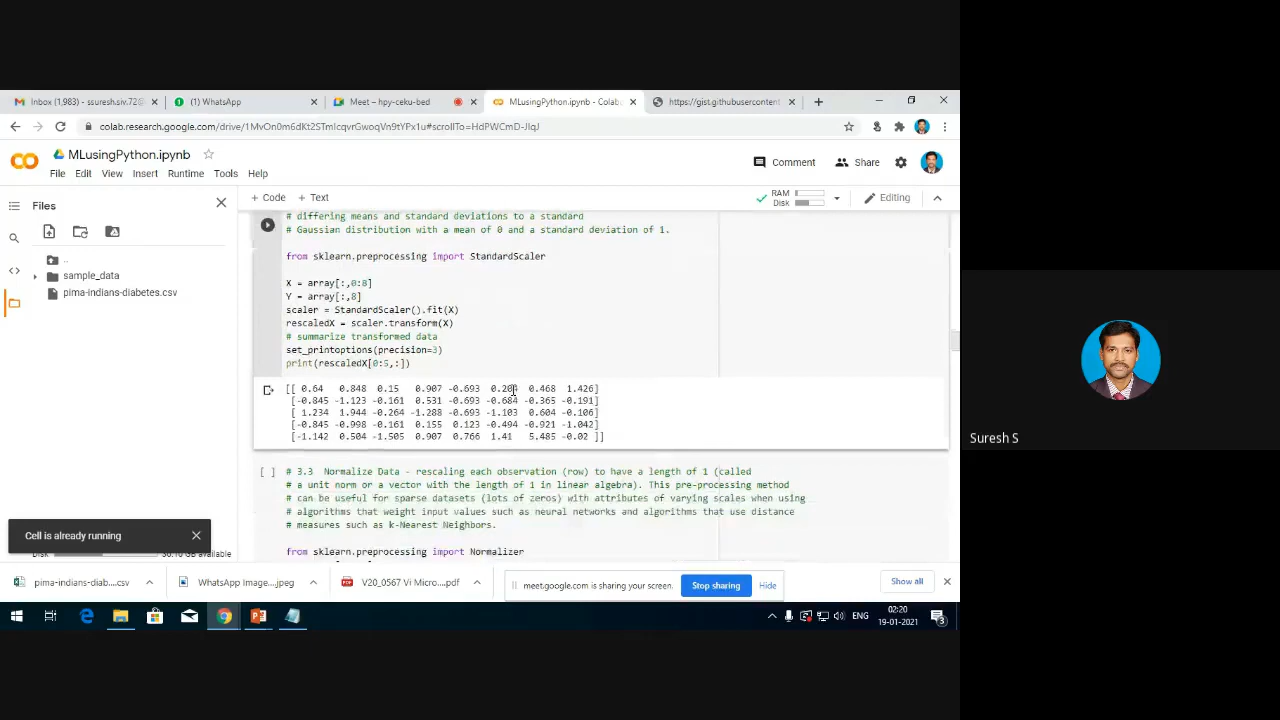 Inbox (1,983) - ssuresh.siv.72@
(1) WhatsApp
Meet – hpy-ceku-bed
MLusingPython.ipynb - Colab
https://gist.githubusercontent
colab.research.google.com/drive/1MvOn0m6dKt2STmIcqvrGwoqVn9tYPx1u#scrollTo=HdPWCmD-JIqJ
MLusingPython.ipynb
Comment
Share
File Edit View Insert Runtime Tools Help
Files
+ Code + Text
RAM
Disk
Editing
..
sample_data
pima-indians-diabetes.csv
# differing means and standard deviations to a standard
# Gaussian distribution with a mean of 0 and a standard deviation of 1.
from sklearn.preprocessing import StandardScaler
X = array[:,0:8]
Y = array[:,8]
scaler = StandardScaler().fit(X)
rescaledX = scaler.transform(X)
# summarize transformed data
set_printoptions(precision=3)
print(rescaledX[0:5,:])
[[ 0.64 0.848 0.15 0.907 -0.693 0.204 0.468 1.426]
[-0.845 -1.123 -0.161 0.531 -0.693 -0.684 -0.365 -0.191]
[ 1.234 1.944 -0.264 -1.288 -0.693 -1.103 0.604 -0.106]
[-0.845 -0.998 -0.161 0.155 0.123 -0.494 -0.921 -1.042]
[-1.142 0.504 -1.505 0.907 0.766 1.41 5.485 -0.02 ]]
[ ] # 3.3 Normalize Data - rescaling each observation (row) to have a length of 1 (called
# a unit norm or a vector with the length of 1 in linear algebra). This pre-processing method
# can be useful for sparse datasets (lots of zeros) with attributes of varying scales when using
# algorithms that weight input values such as neural networks and algorithms that use distance
# measures such as k-Nearest Neighbors.
from sklearn.preprocessing import Normalizer
Cell is already running
Disk
available
pima-indians-diab....csv
WhatsApp Image....jpeg
V20_0567 Vi Micro....pdf
meet.google.com is sharing your screen.
Stop sharing
Hide
Show all
ENG
02:20
19-01-2021
3
Suresh S